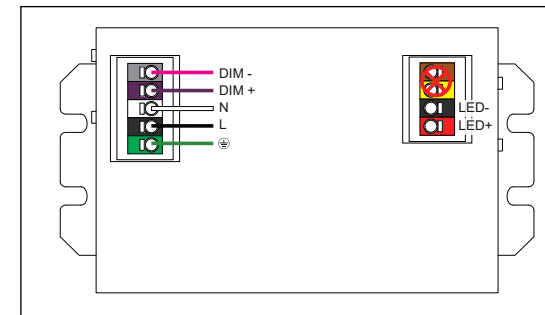 DIM -
DIM +
N
L
LED-
LED+